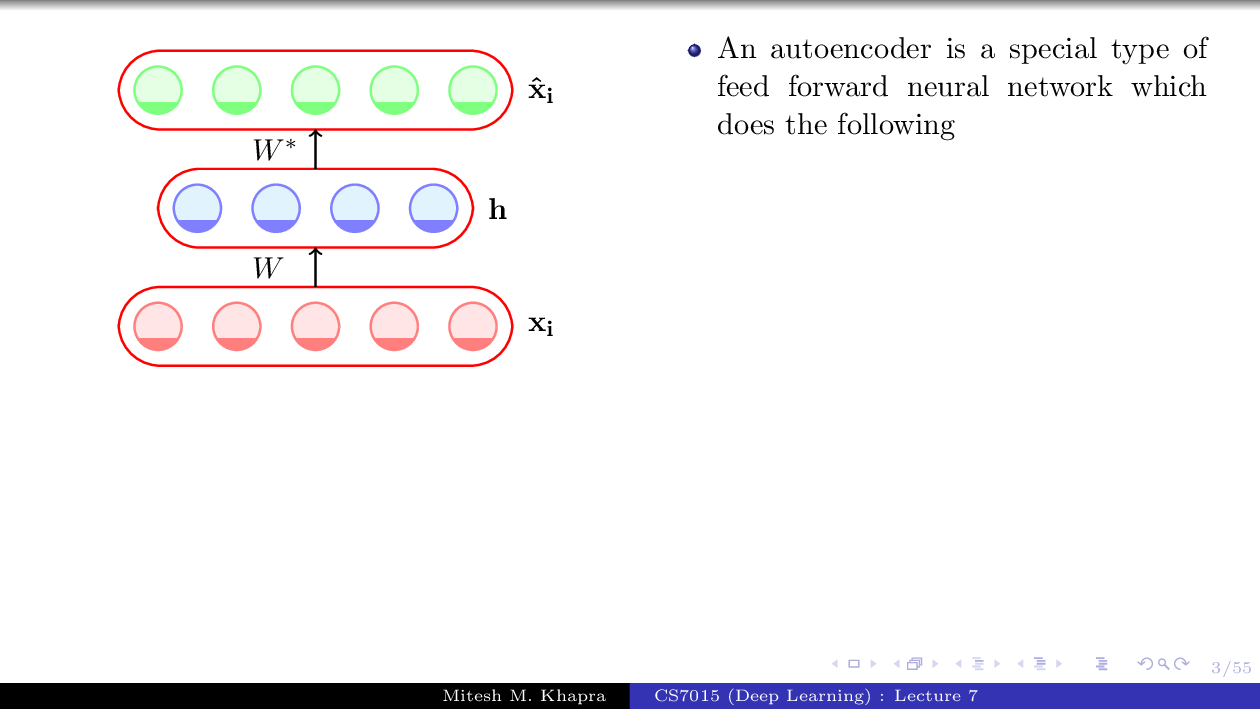 x̂ᵢ
W*
h
W
xᵢ
An autoencoder is a special type of
feed forward neural network which
does the following
3/55
Mitesh M. Khapra
CS7015 (Deep Learning) : Lecture 7